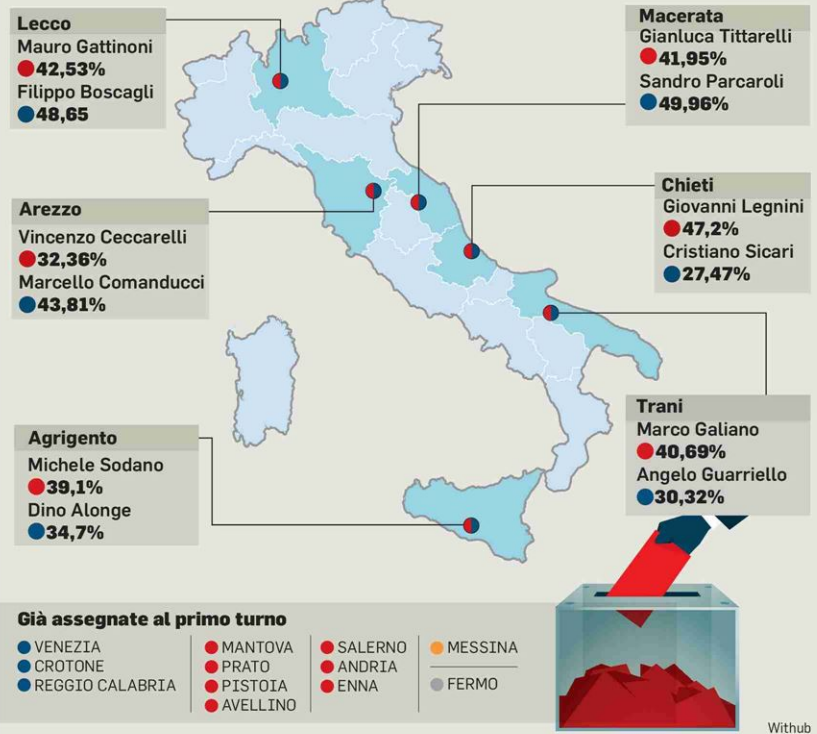 Lecco
Mauro Gattinoni
42,53%
Filippo Boscagli
48,65
Macerata
Gianluca Tittarelli
41,95%
Sandro Parcaroli
49,96%
Arezzo
Vincenzo Ceccarelli
32,36%
Marcello Comanducci
43,81%
Chieti
Giovanni Legnini
47,2%
Cristiano Sicari
27,47%
Agrigento
Michele Sodano
39,1%
Dino Alonge
34,7%
Trani
Marco Galiano
40,69%
Angelo Guarriello
30,32%
Già assegnate al primo turno
VENEZIA
CROTONE
REGGIO CALABRIA
MANTOVA
PRATO
PISTOIA
AVELLINO
SALERNO
ANDRIA
ENNA
MESSINA
FERMO
Withub